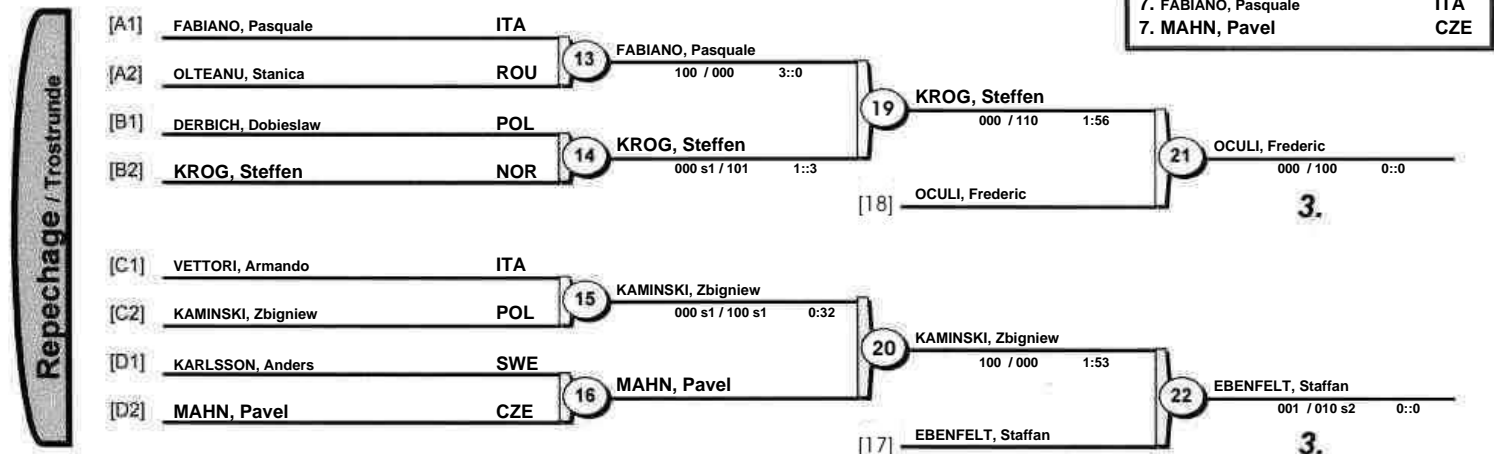 7. FABIANO, Pasquale ITA
7. MAHN, Pavel CZE
Repechage / Trostrunde
[A1] FABIANO, Pasquale ITA
[A2] OLTEANU, Stanica ROU
13 FABIANO, Pasquale
100 / 000 3::0
[B1] DERBICH, Dobieslaw POL
[B2] KROG, Steffen NOR
14 KROG, Steffen
000 s1 / 101 1::3
19 KROG, Steffen
000 / 110 1:56
[18] OCULI, Frederic
21 OCULI, Frederic
000 / 100 0::0
3.
[C1] VETTORI, Armando ITA
[C2] KAMINSKI, Zbigniew POL
15 KAMINSKI, Zbigniew
000 s1 / 100 s1 0:32
[D1] KARLSSON, Anders SWE
[D2] MAHN, Pavel CZE
16 MAHN, Pavel
20 KAMINSKI, Zbigniew
100 / 000 1:53
[17] EBENFELT, Staffan
22 EBENFELT, Staffan
001 / 010 s2 0::0
3.